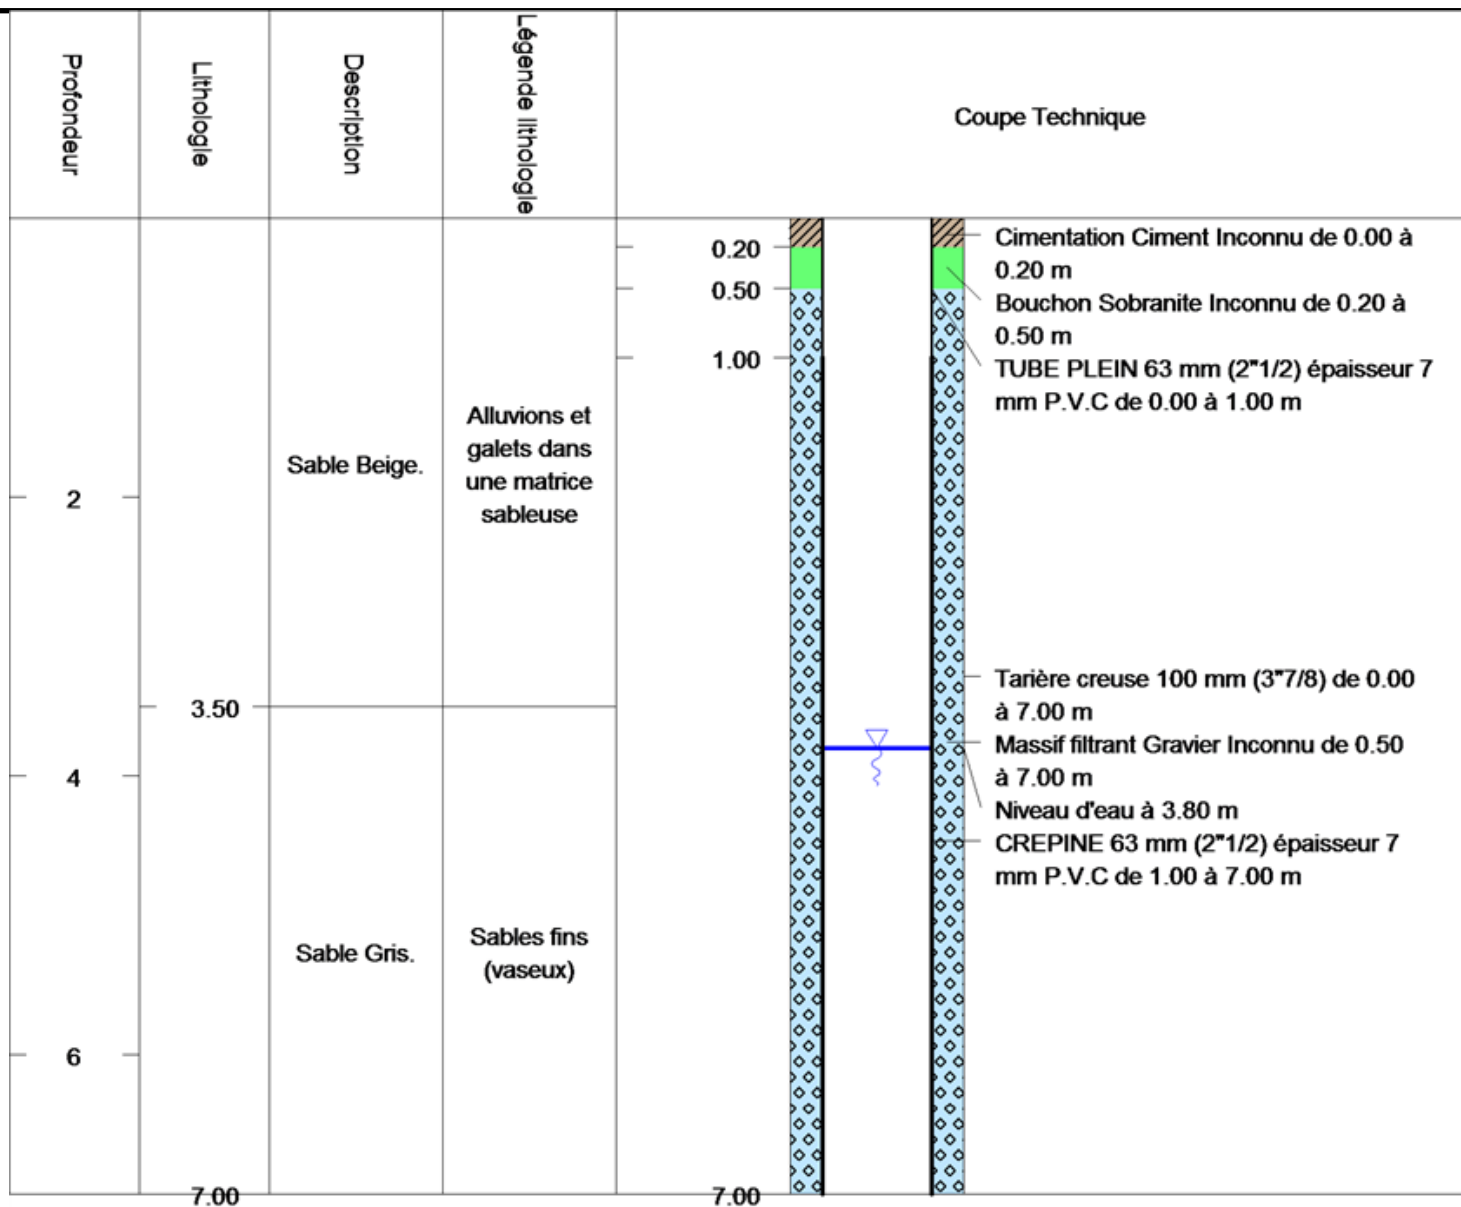 Profondeur
Lithologie
Description
Légende lithologie
Coupe Technique
0.20
0.50
1.00
Cimentation Ciment Inconnu de 0.00 à
0.20 m
Bouchon Sobranite Inconnu de 0.20 à
0.50 m
TUBE PLEIN 63 mm (2"1/2) épaisseur 7
mm P.V.C de 0.00 à 1.00 m
Alluvions et
galets dans
une matrice
sableuse
Sable Beige.
2
3.50
Tarière creuse 100 mm (3"7/8) de 0.00
à 7.00 m
Massif filtrant Gravier Inconnu de 0.50
à 7.00 m
Niveau d'eau à 3.80 m
CREPINE 63 mm (2"1/2) épaisseur 7
mm P.V.C de 1.00 à 7.00 m
4
Sable Gris.
Sables fins
(vaseux)
6
7.00
7.00